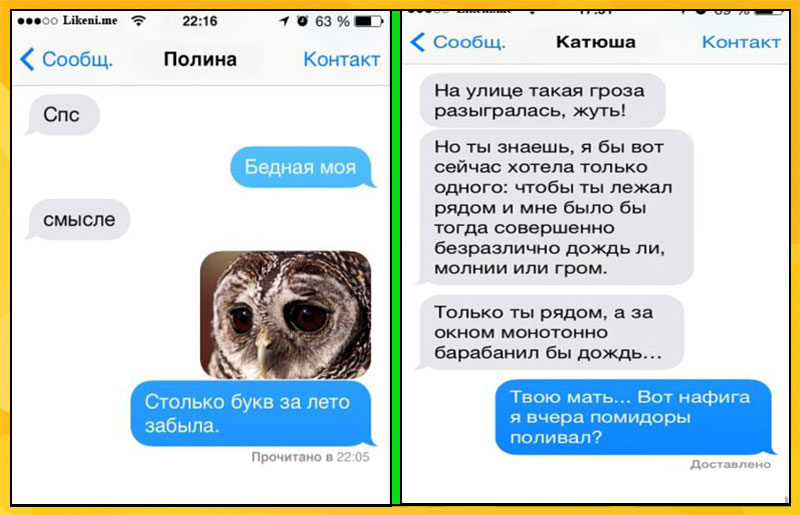 Likeni.me 22:16 63 %
Сообщ. Полина Контакт
Спс
Бедная моя
смысле
Столько букв за лето
забыла.
Прочитано в 22:05
Likeni.me
Сообщ. Катюша Контакт
На улице такая гроза
разыгралась, жуть!
Но ты знаешь, я бы вот
сейчас хотела только
одного: чтобы ты лежал
рядом и мне было бы
тогда совершенно
безразлично дождь ли,
молнии или гром.
Только ты рядом, а за
окном монотонно
барабанил бы дождь...
Твою мать... Вот нафига
я вчера помидоры
поливал?
Доставлено